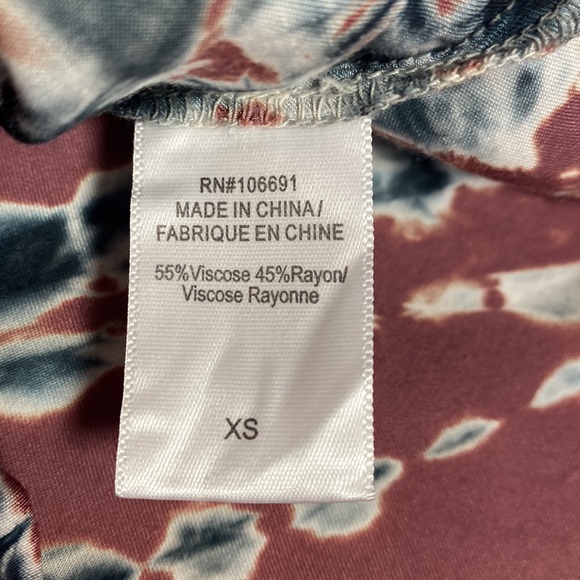 RN#106691
MADE IN CHINA/
FABRIQUE EN CHINE
55%Viscose 45%Rayon/
Viscose Rayonne
XS